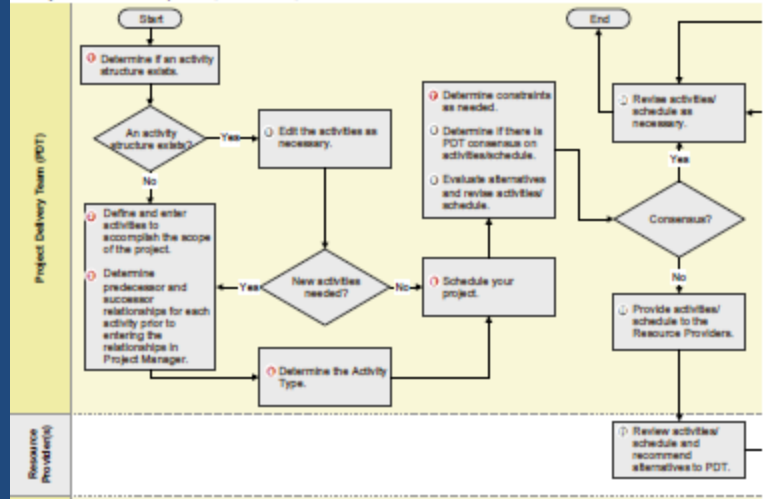 Start
Determine if an activity
structure exists.
An activity
structure exists?
Yes
Edit the activities as
necessary.
No
Define and enter
activities to
accomplish the scope
of the project.
Determine
predecessor and
successor
relationships for each
activity prior to
entering the
relationships in
Project Manager.
New activities
needed?
Yes
No
Determine the Activity
Type.
Schedule your
project.
Determine constraints
as needed.
Determine if there is
PDT consensus on
activities/schedule.
Evaluate alternatives
and revise activities/
schedule.
End
Revise activities/
schedule as
necessary.
Yes
Consensus?
No
Provide activities/
schedule to the
Resource Providers.
Review activities/
schedule and
recommend
alternatives to PDT.
Project Delivery Team (PDT)
Resource
Provider(s)